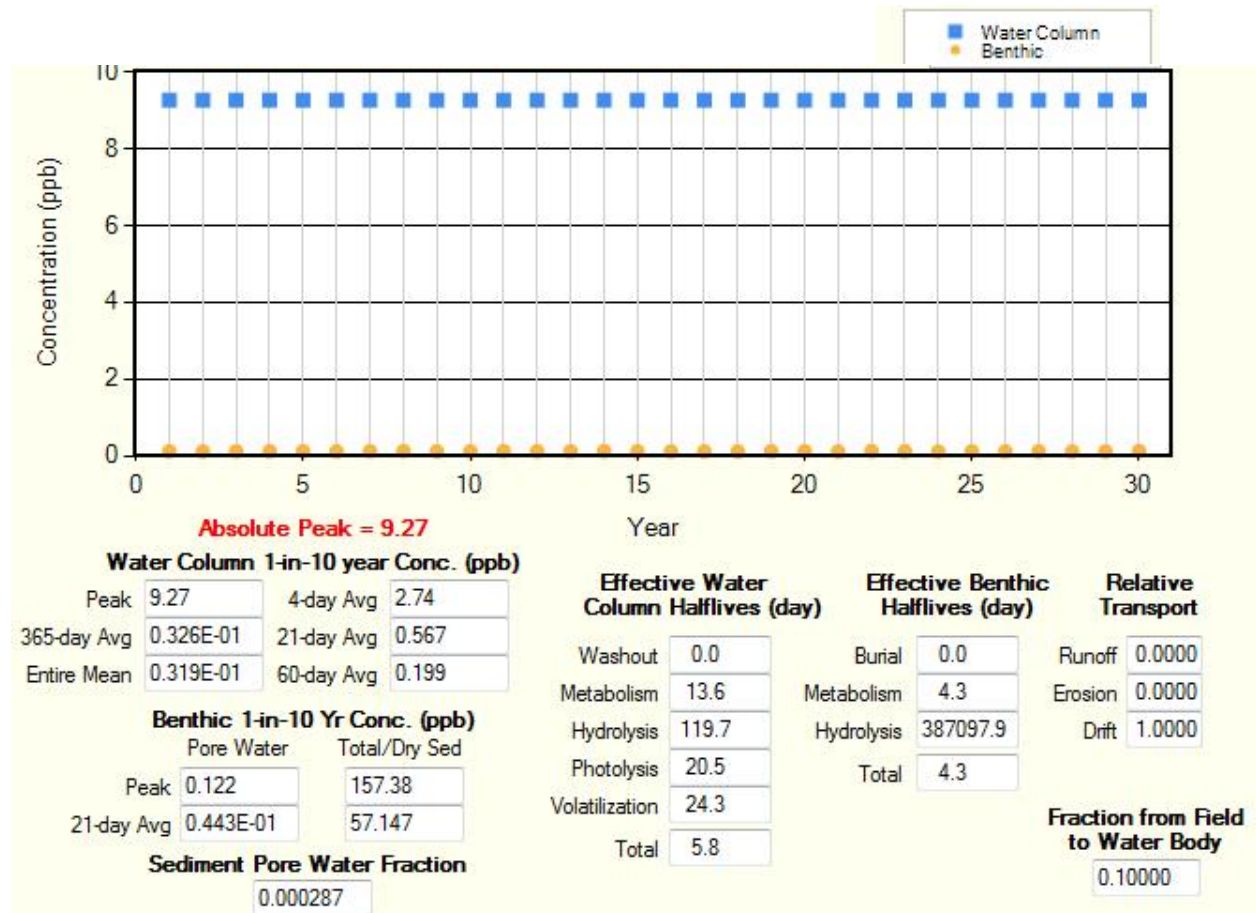 Water Column
Benthic
10
8
6
4
2
0
Concentration (ppb)
0 5 10 15 20 25 30
Year
Absolute Peak = 9.27
Water Column 1-in-10 year Conc. (ppb)
Peak 9.27 4-day Avg 2.74
365-day Avg 0.326E-01 21-day Avg 0.567
Entire Mean 0.319E-01 60-day Avg 0.199
Benthic 1-in-10 Yr Conc. (ppb)
Pore Water Total/Dry Sed
Peak 0.122 157.38
21-day Avg 0.443E-01 57.147
Sediment Pore Water Fraction
0.000287
Effective Water
Column Halflives (day)
Washout 0.0
Metabolism 13.6
Hydrolysis 119.7
Photolysis 20.5
Volatilization 24.3
Total 5.8
Effective Benthic
Halflives (day)
Burial 0.0
Metabolism 4.3
Hydrolysis 387097.9
Total 4.3
Relative
Transport
Runoff 0.0000
Erosion 0.0000
Drift 1.0000
Fraction from Field
to Water Body
0.10000